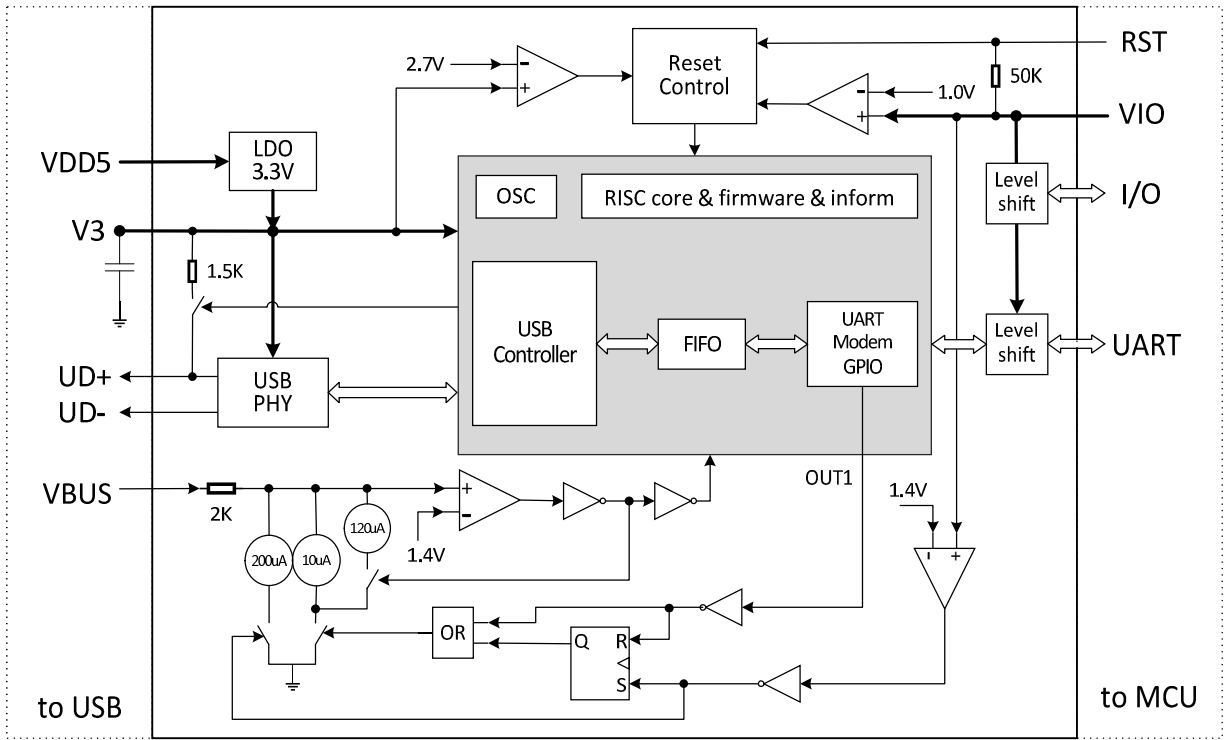 RST
2.7V
-
+
Reset
Control
50K
-
1.0V
+
VIO
VDD5
LDO
3.3V
OSC
RISC core & firmware & inform
Level
shift
I/O
V3
1.5K
USB
Controller
FIFO
UART
Modem
GPIO
Level
shift
UART
UD+
USB
PHY
UD-
OUT1
VBUS
2K
+
-
1.4V
1.4V
120uA
200uA
10uA
-
+
OR
Q
R
S
to USB
to MCU